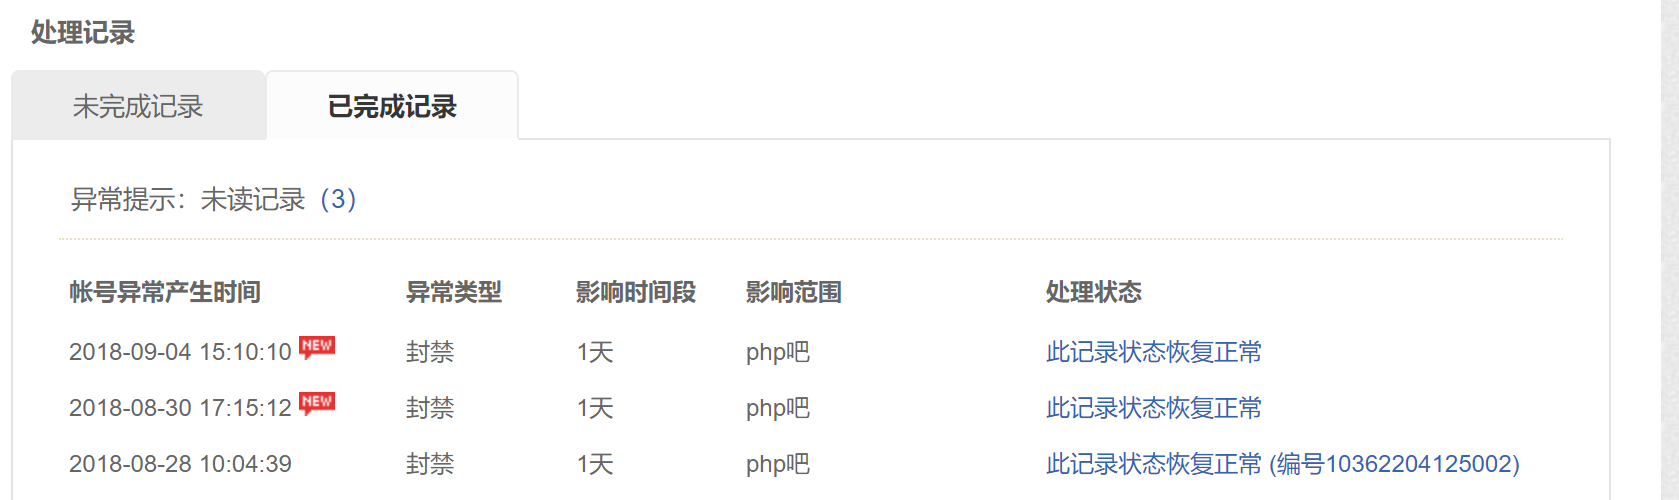 处理记录
未完成记录 已完成记录
异常提示：未读记录（3）
帐号异常产生时间 异常类型 影响时间段 影响范围 处理状态
2018-09-04 15:10:10 NEW 封禁 1天 php吧 此记录状态恢复正常
2018-08-30 17:15:12 NEW 封禁 1天 php吧 此记录状态恢复正常
2018-08-28 10:04:39 封禁 1天 php吧 此记录状态恢复正常 (编号10362204125002)